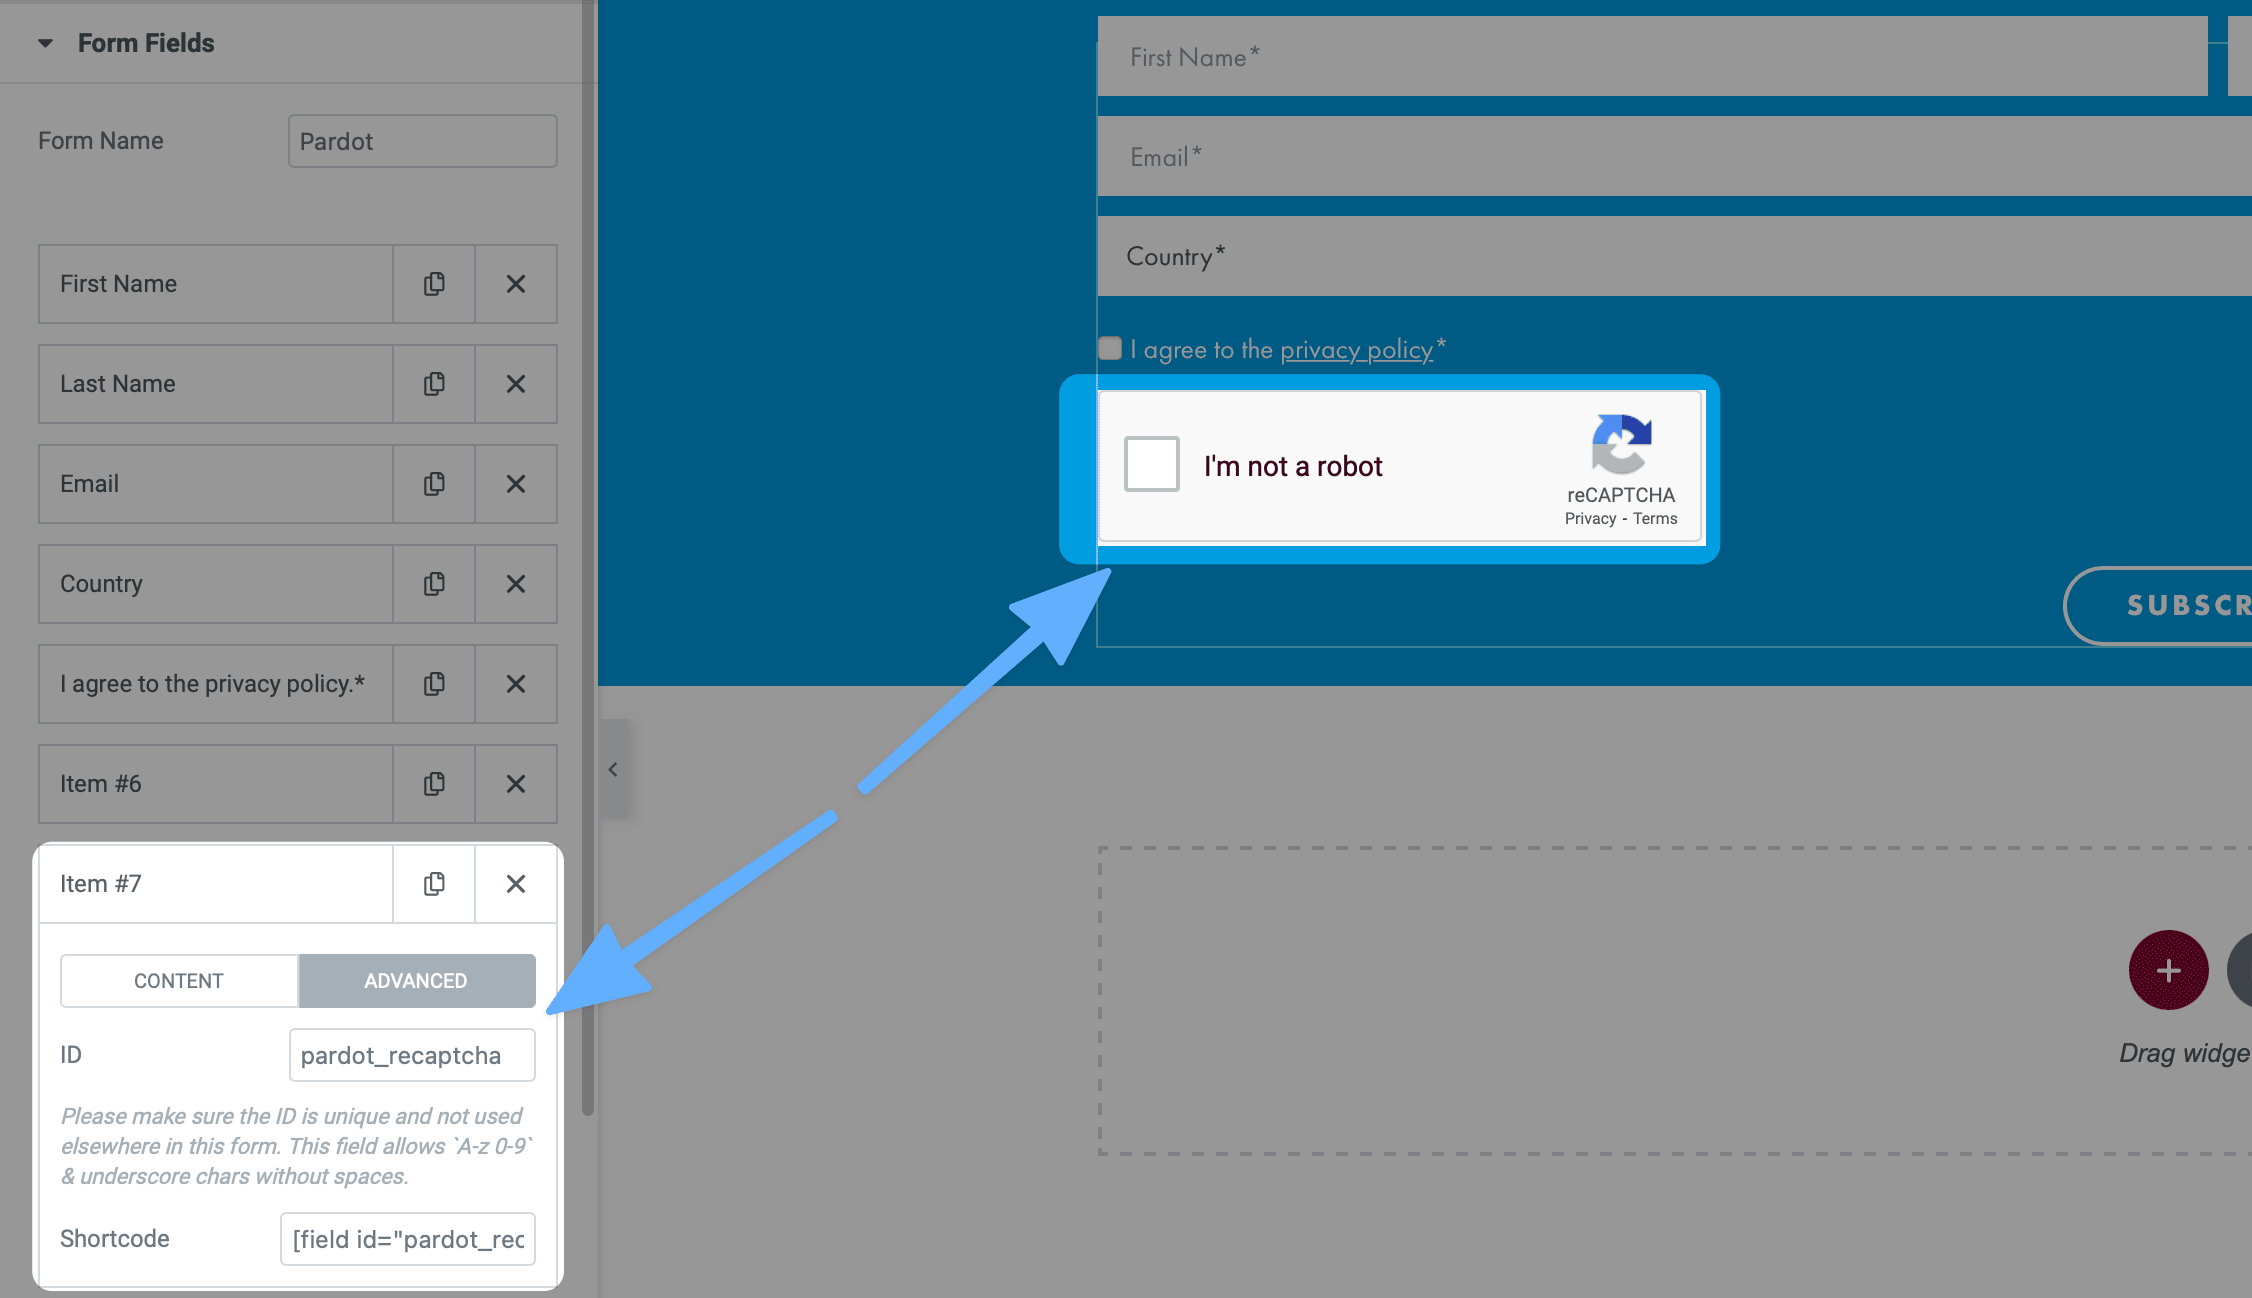 Form Fields
Form Name
Pardot
First Name
Last Name
Email
Country
I agree to the privacy policy.*
Item #6
Item #7
CONTENT
ADVANCED
ID
pardot_recaptcha
Please make sure the ID is unique and not used
elsewhere in this form. This field allows `A-z 0-9`
& underscore chars without spaces.
Shortcode
[field id="pardot_rec
First Name*
Email*
Country*
I agree to the privacy policy*
I'm not a robot
reCAPTCHA
Privacy - Terms
SUBSCR
Drag widge